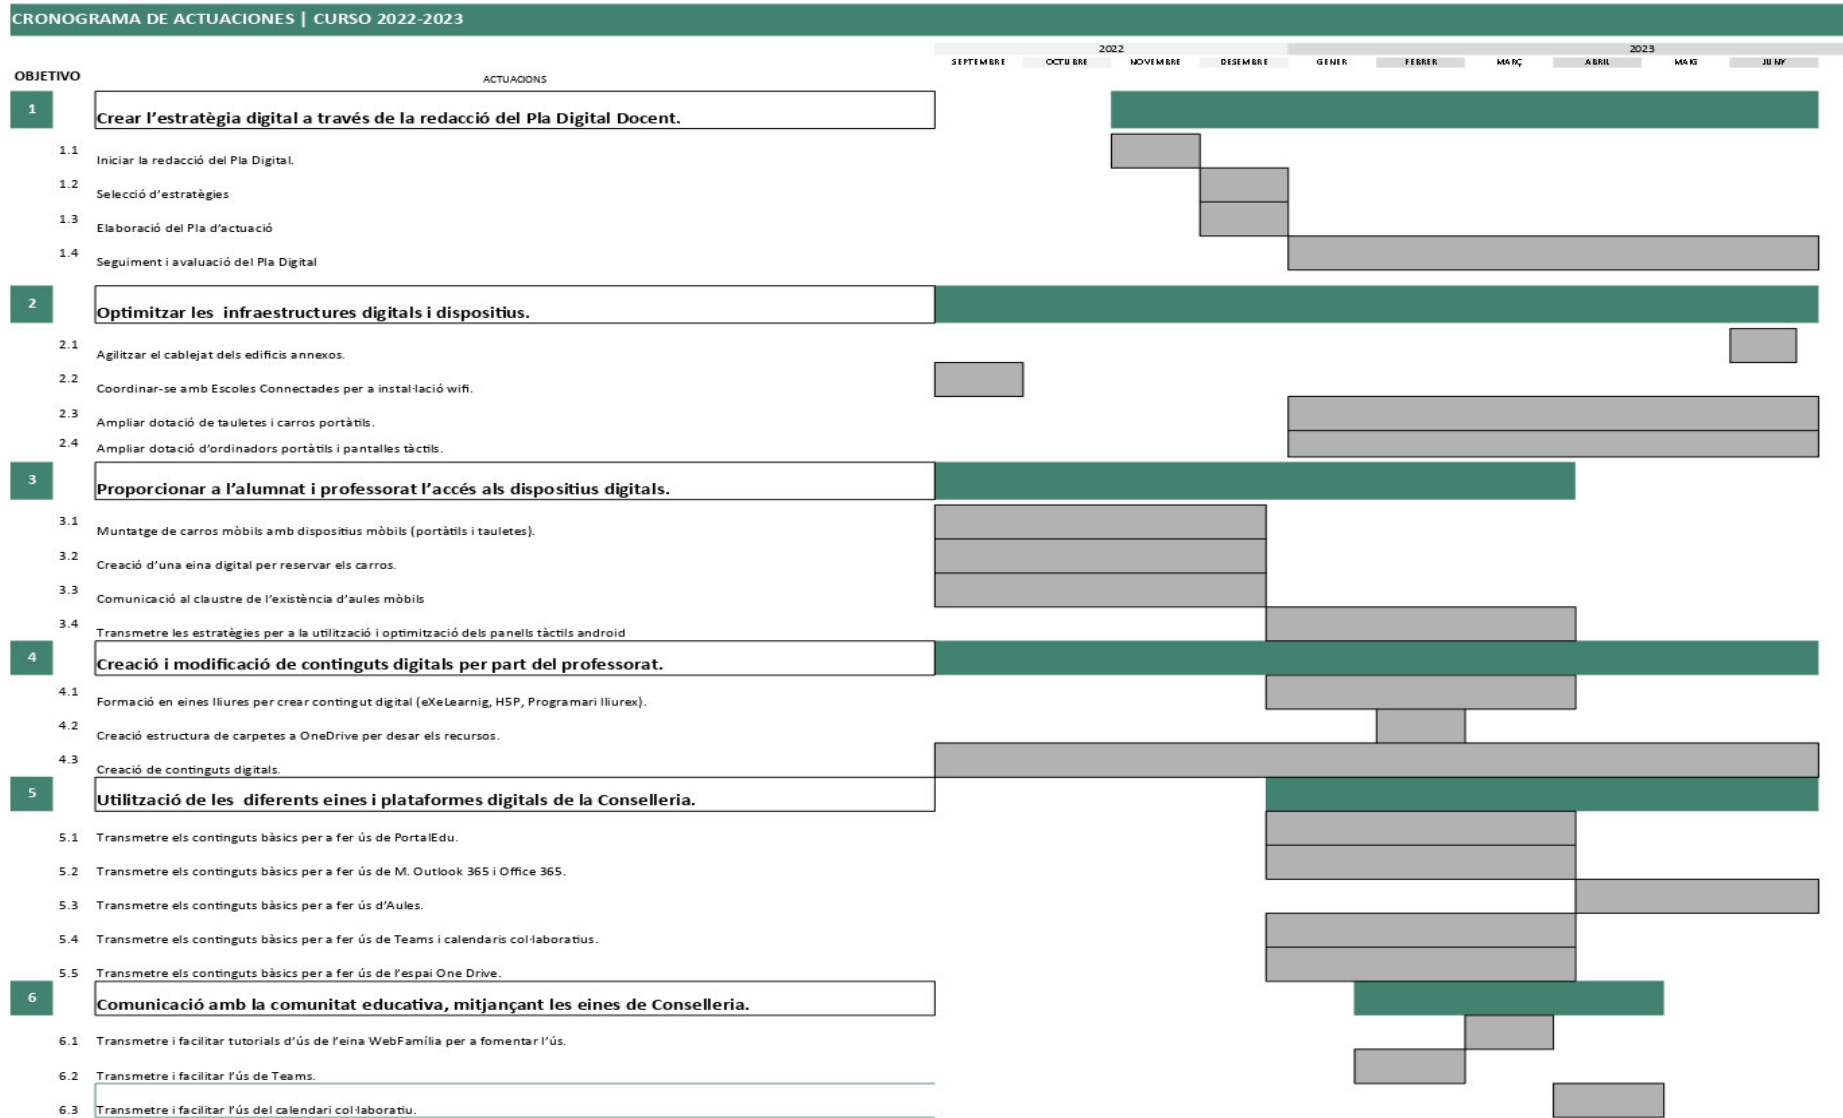 CRONOGRAMA DE ACTUACIONES | CURSO 2022-2023
2022 2023
SEPTEMBRE OCTUBRE NOVEMBRE DESEMBRE GENER FEBRER MARÇ ABRIL MAIG JUNY
OBJETIVO ACTUACIONS
1 Crear l'estratègia digital a través de la redacció del Pla Digital Docent.
1.1 Iniciar la redacció del Pla Digital.
1.2 Selecció d'estratègies
1.3 Elaboració del Pla d'actuació
1.4 Seguiment i avaluació del Pla Digital
2 Optimitzar les infraestructures digitals i dispositius.
2.1 Agilitzar el cablejat dels edificis annexos.
2.2 Coordinar-se amb Escoles Connectades per a instal·lació wifi.
2.3 Ampliar dotació de tauletes i carros portàtils.
2.4 Ampliar dotació d'ordinadors portàtils i pantalles tàctils.
3 Proporcionar a l'alumnat i professorat l'accés als dispositius digitals.
3.1 Muntatge de carros mòbils amb dispositius mòbils (portàtils i tauletes).
3.2 Creació d'una eina digital per reservar els carros.
3.3 Comunicació al claustre de l'existència d'aules mòbils
3.4 Transmetre les estratègies per a la utilització i optimització dels panells tàctils android
4 Creació i modificació de continguts digitals per part del professorat.
4.1 Formació en eines lliures per crear contingut digital (eXeLearnig, H5P, Programari lliurex).
4.2 Creació estructura de carpetes a OneDrive per desar els recursos.
4.3 Creació de continguts digitals.
5 Utilització de les diferents eines i plataformes digitals de la Conselleria.
5.1 Transmetre els continguts bàsics per a fer ús de PortalEdu.
5.2 Transmetre els continguts bàsics per a fer ús de M. Outlook 365 i Office 365.
5.3 Transmetre els continguts bàsics per a fer ús d'Aules.
5.4 Transmetre els continguts bàsics per a fer ús de Teams i calendaris col·laboratius.
5.5 Transmetre els continguts bàsics per a fer ús de l'espai One Drive.
6 Comunicació amb la comunitat educativa, mitjançant les eines de Conselleria.
6.1 Transmetre i facilitar tutorials d'ús de l'eina WebFamília per a fomentar l'ús.
6.2 Transmetre i facilitar l'ús de Teams.
6.3 Transmetre i facilitar l'ús del calendari col·laboratiu.